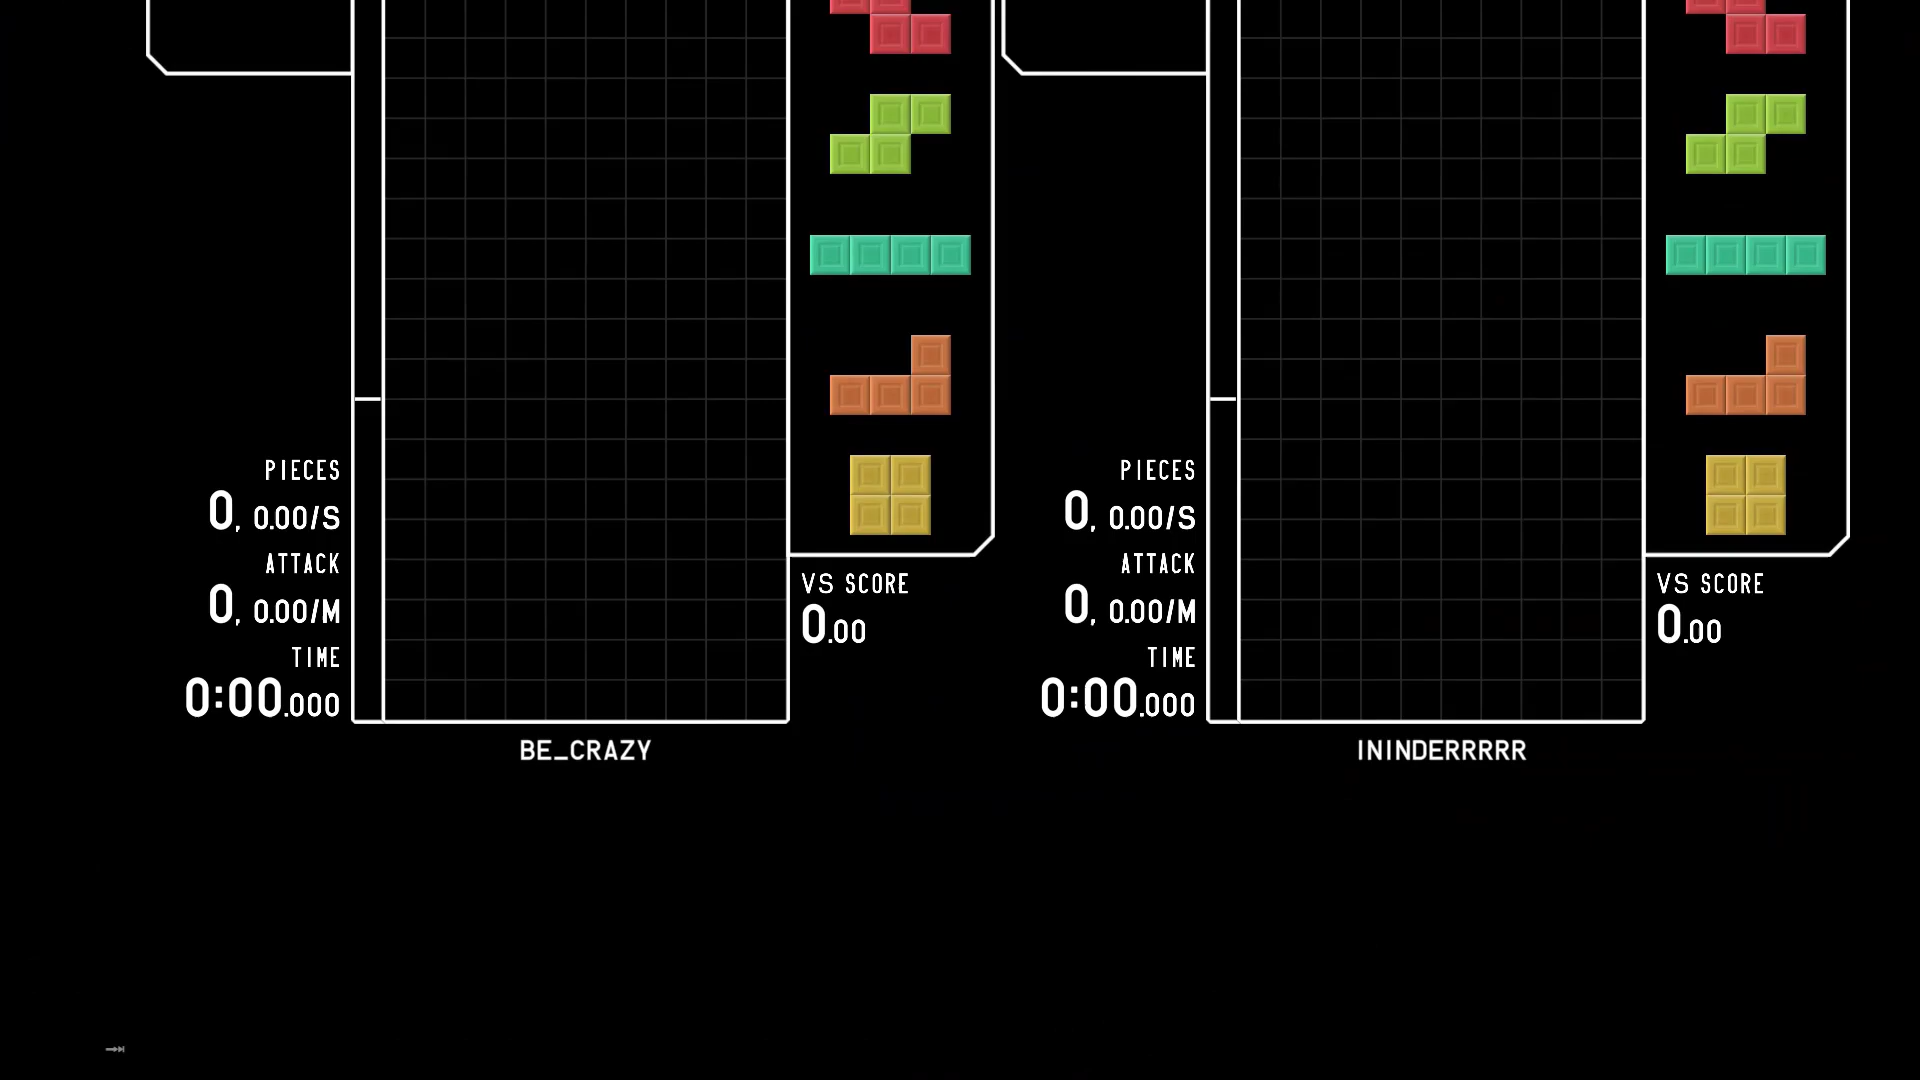 PIECES
0, 0.00/S
ATTACK
0, 0.00/M
TIME
0:00.000
VS SCORE
0.00
BE_CRAZY
PIECES
0, 0.00/S
ATTACK
0, 0.00/M
TIME
0:00.000
VS SCORE
0.00
ININDERRRRR